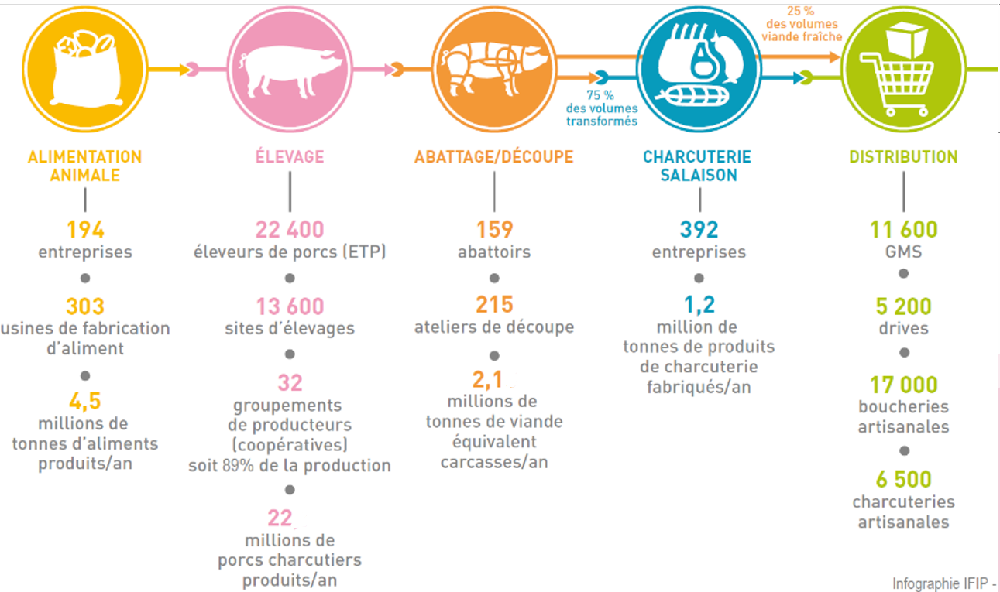 25 %
des volumes
viande fraîche
75 %
des volumes
transformés
ALIMENTATION
ANIMALE
194
entreprises
303
usines de fabrication
d'aliment
4,5
millions de
tonnes d'aliments
produits/an
ÉLEVAGE
22 400
éleveurs de porcs (ETP)
13 600
sites d'élevages
32
groupements
de producteurs
(coopératives)
soit 89% de la production
22
millions de
porcs charcutiers
produits/an
ABATTAGE/DÉCOUPE
159
abattoirs
215
ateliers de découpe
2,1
millions de
tonnes de viande
équivalent
carcasses/an
CHARCUTERIE
SALAISON
392
entreprises
1,2
million de
tonnes de produits
de charcuterie
fabriqués/an
DISTRIBUTION
11 600
GMS
5 200
drives
17 000
boucheries
artisanales
6 500
charcuteries
artisanales
Infographie IFIP -